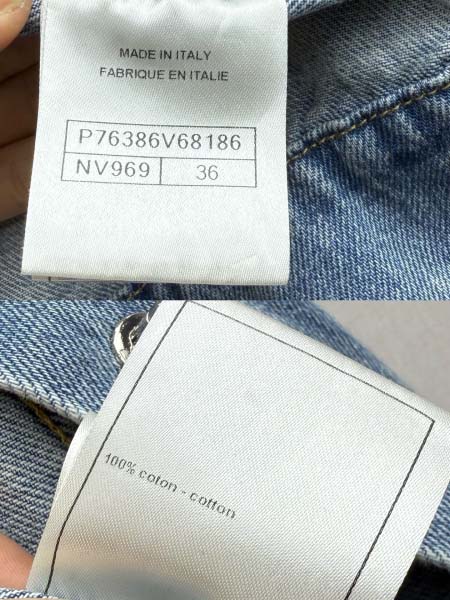 MADE IN ITALY
FABRIQUE EN ITALIE
P76386V68186
NV969 36
100% coton - cotton